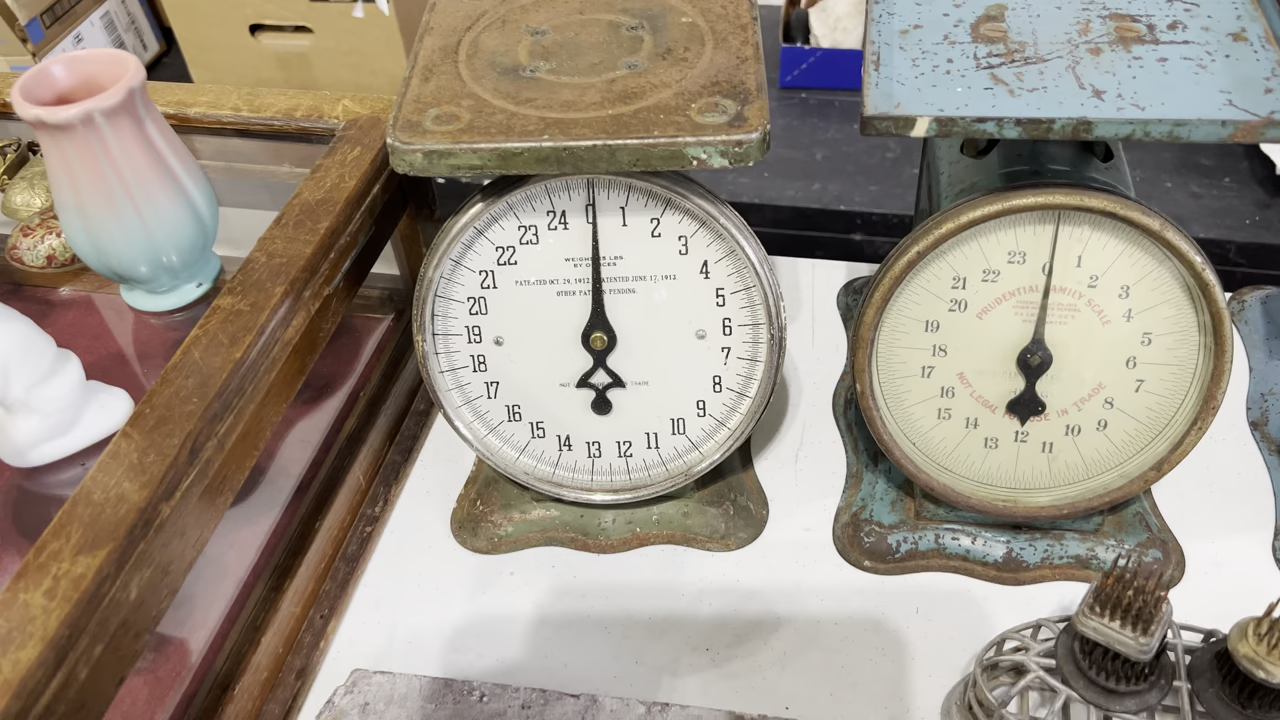 24 0 1
23 2
22 3
21 4
20 5
19 6
18 7
17 8
16 9
15 10
14 13 12 11
WEIGHS LBS.
BY OUNCES
PATENTED OCT. 29, 1912. PATENTED JUNE 17, 1913
OTHER PATENTS PENDING.
NOT TRADE
23 0 1
22 2
21 3
20 4
19 5
18 6
17 7
16 8
15 9
14 10
13 12 11
PRUDENTIAL FAMILY SCALE
NOT LEGAL FOR USE IN TRADE